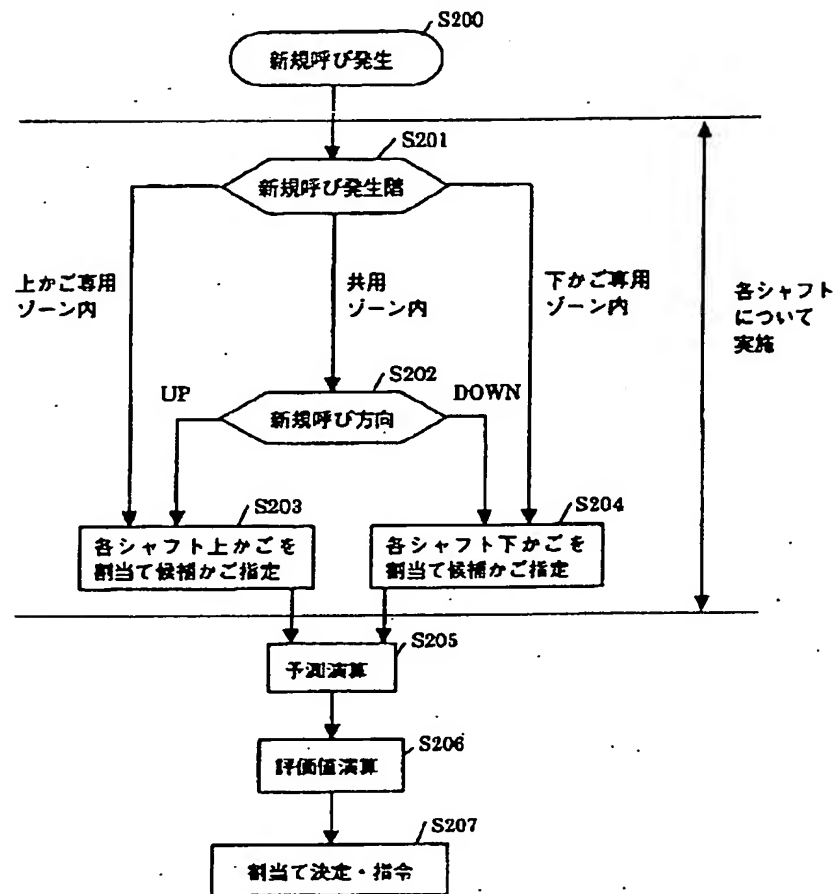 S200
新規呼び発生
S201
新規呼び発生階
上かご専用
ゾーン内
共用
ゾーン内
下かご専用
ゾーン内
各シャフト
について
実施
S202
UP
DOWN
新規呼び方向
S203
S204
各シャフト上かごを
割当て候補かご指定
各シャフト下かごを
割当て候補かご指定
S205
予測演算
S206
評価値演算
S207
割当て決定・指令